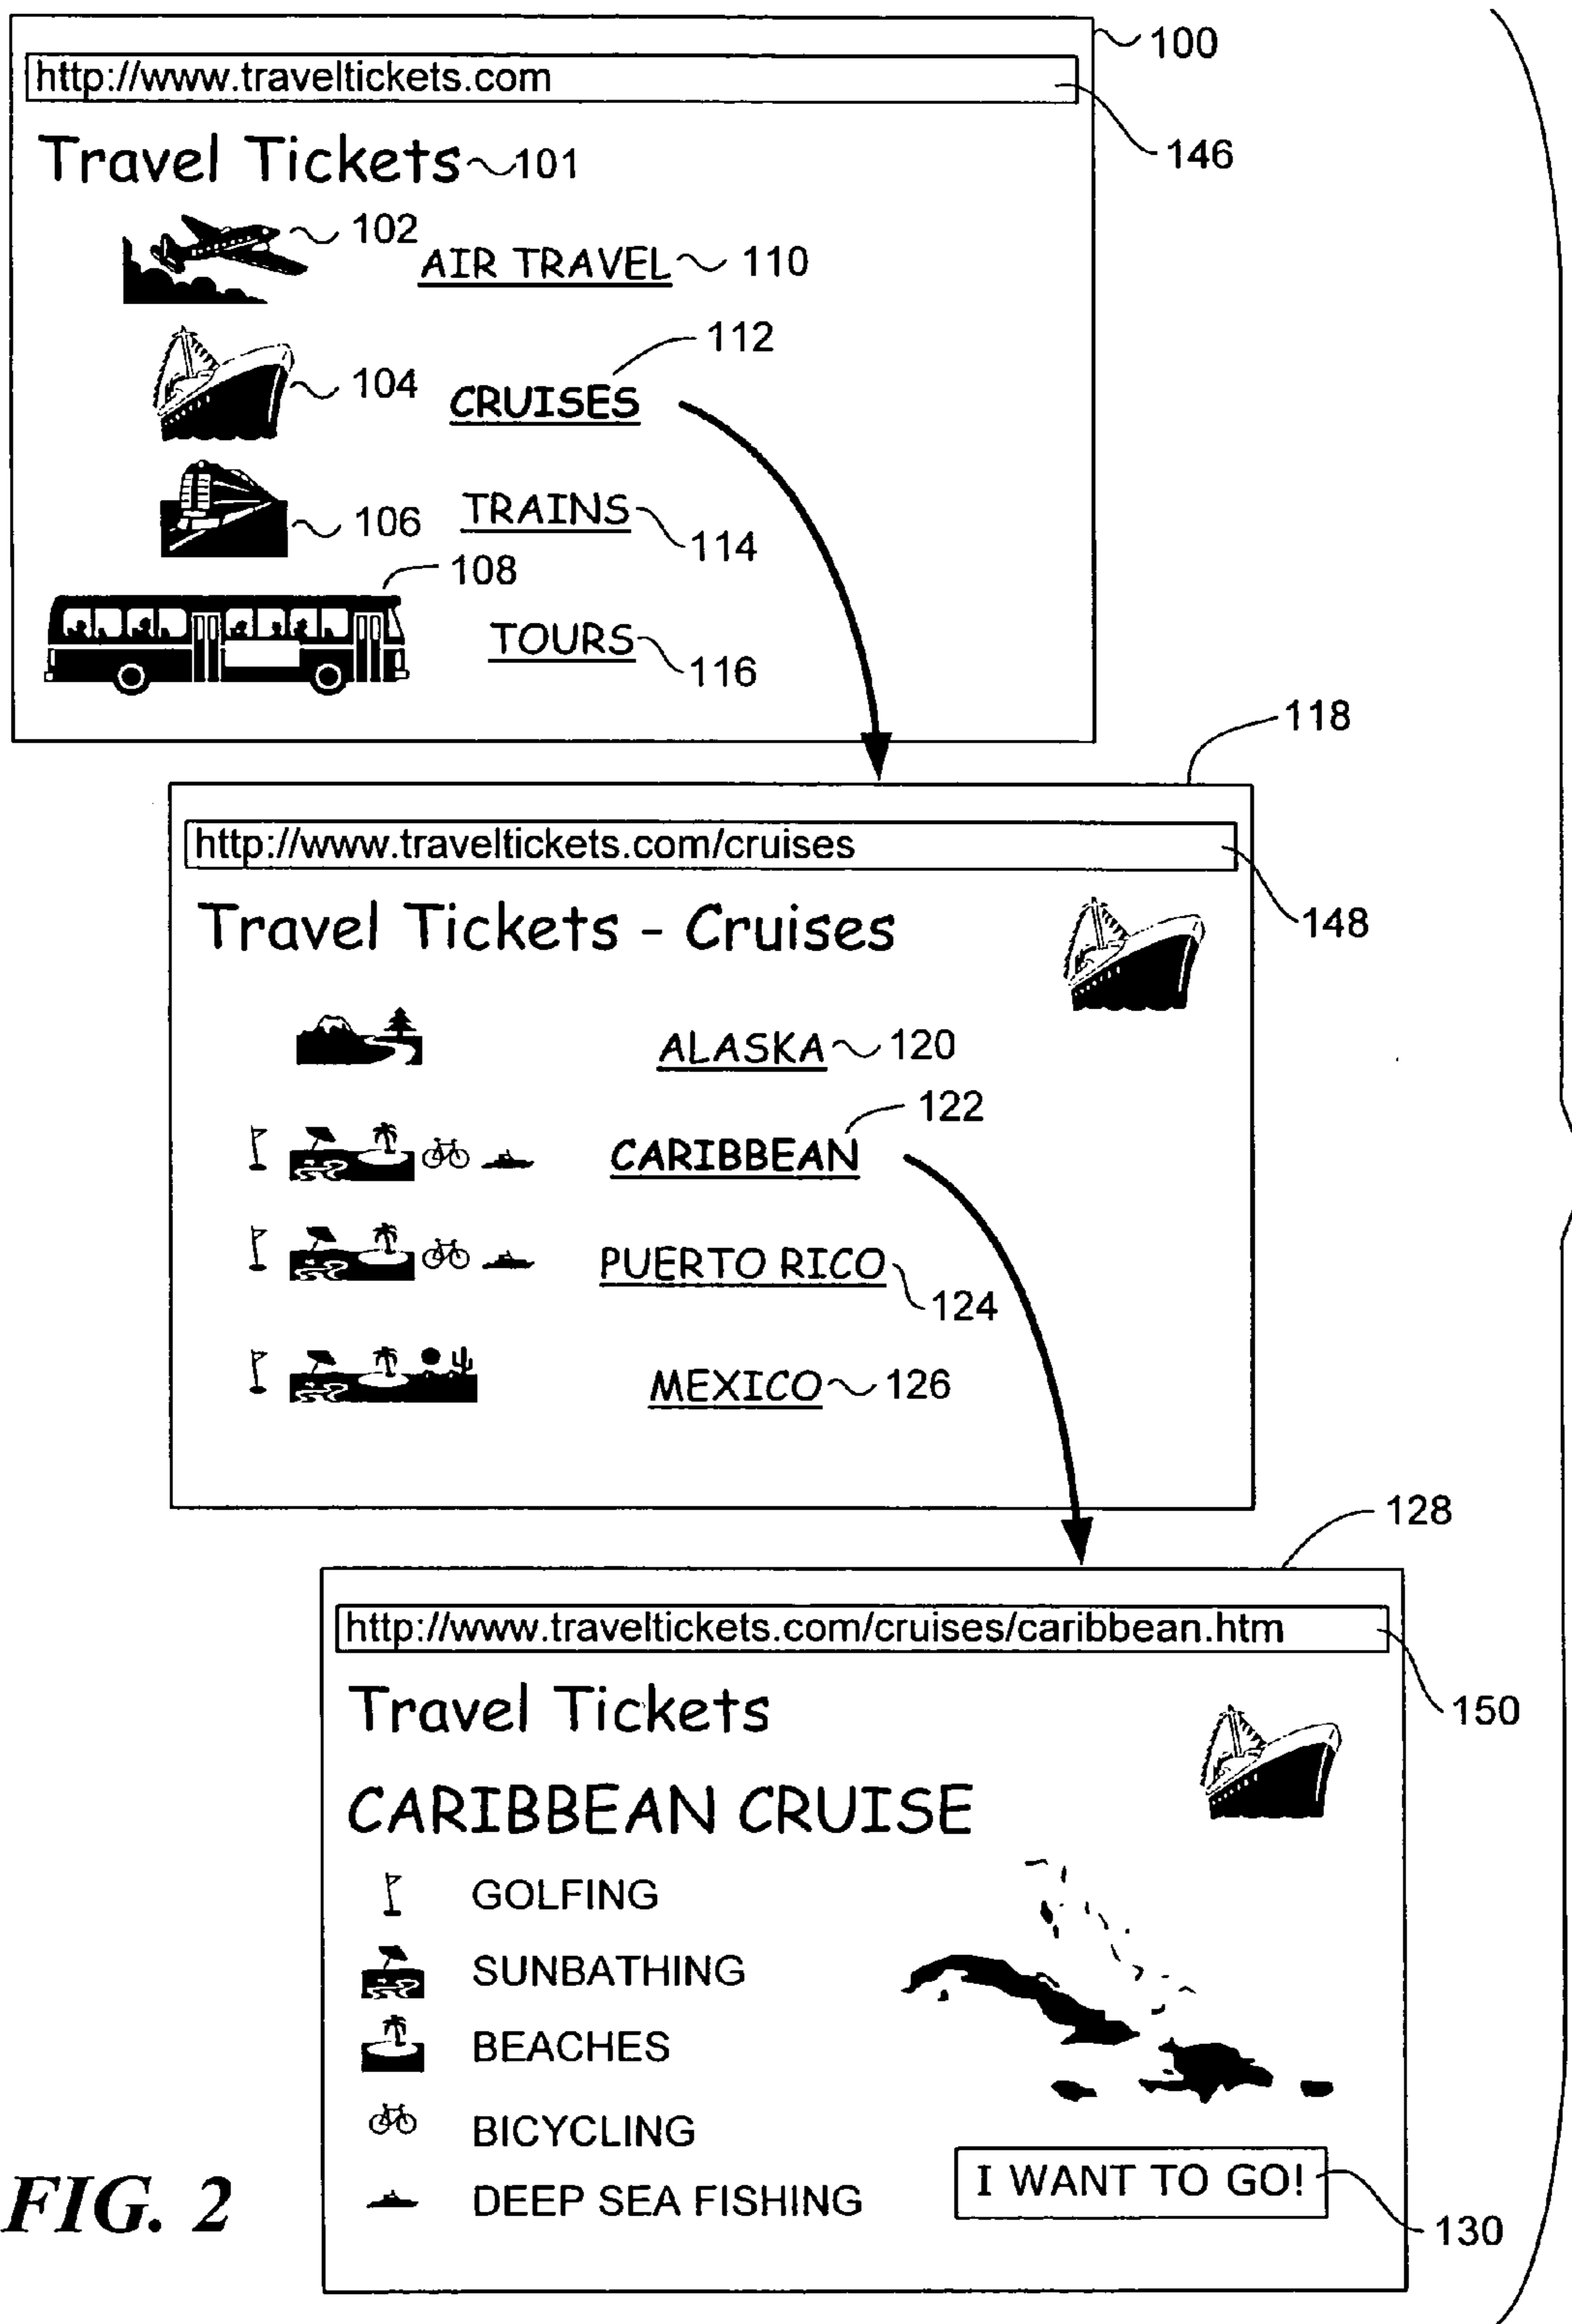 100
http://www.traveltickets.com
146
Travel Tickets 101
102
AIR TRAVEL 110
112
104
CRUISES
106
TRAINS
114
108
TOURS
116
118
http://www.traveltickets.com/cruises
148
Travel Tickets - Cruises
ALASKA 120
122
CARIBBEAN
PUERTO RICO
124
MEXICO 126
128
http://www.traveltickets.com/cruises/caribbean.htm
150
Travel Tickets
CARIBBEAN CRUISE
GOLFING
SUNBATHING
BEACHES
BICYCLING
I WANT TO GO!
DEEP SEA FISHING
130
FIG. 2